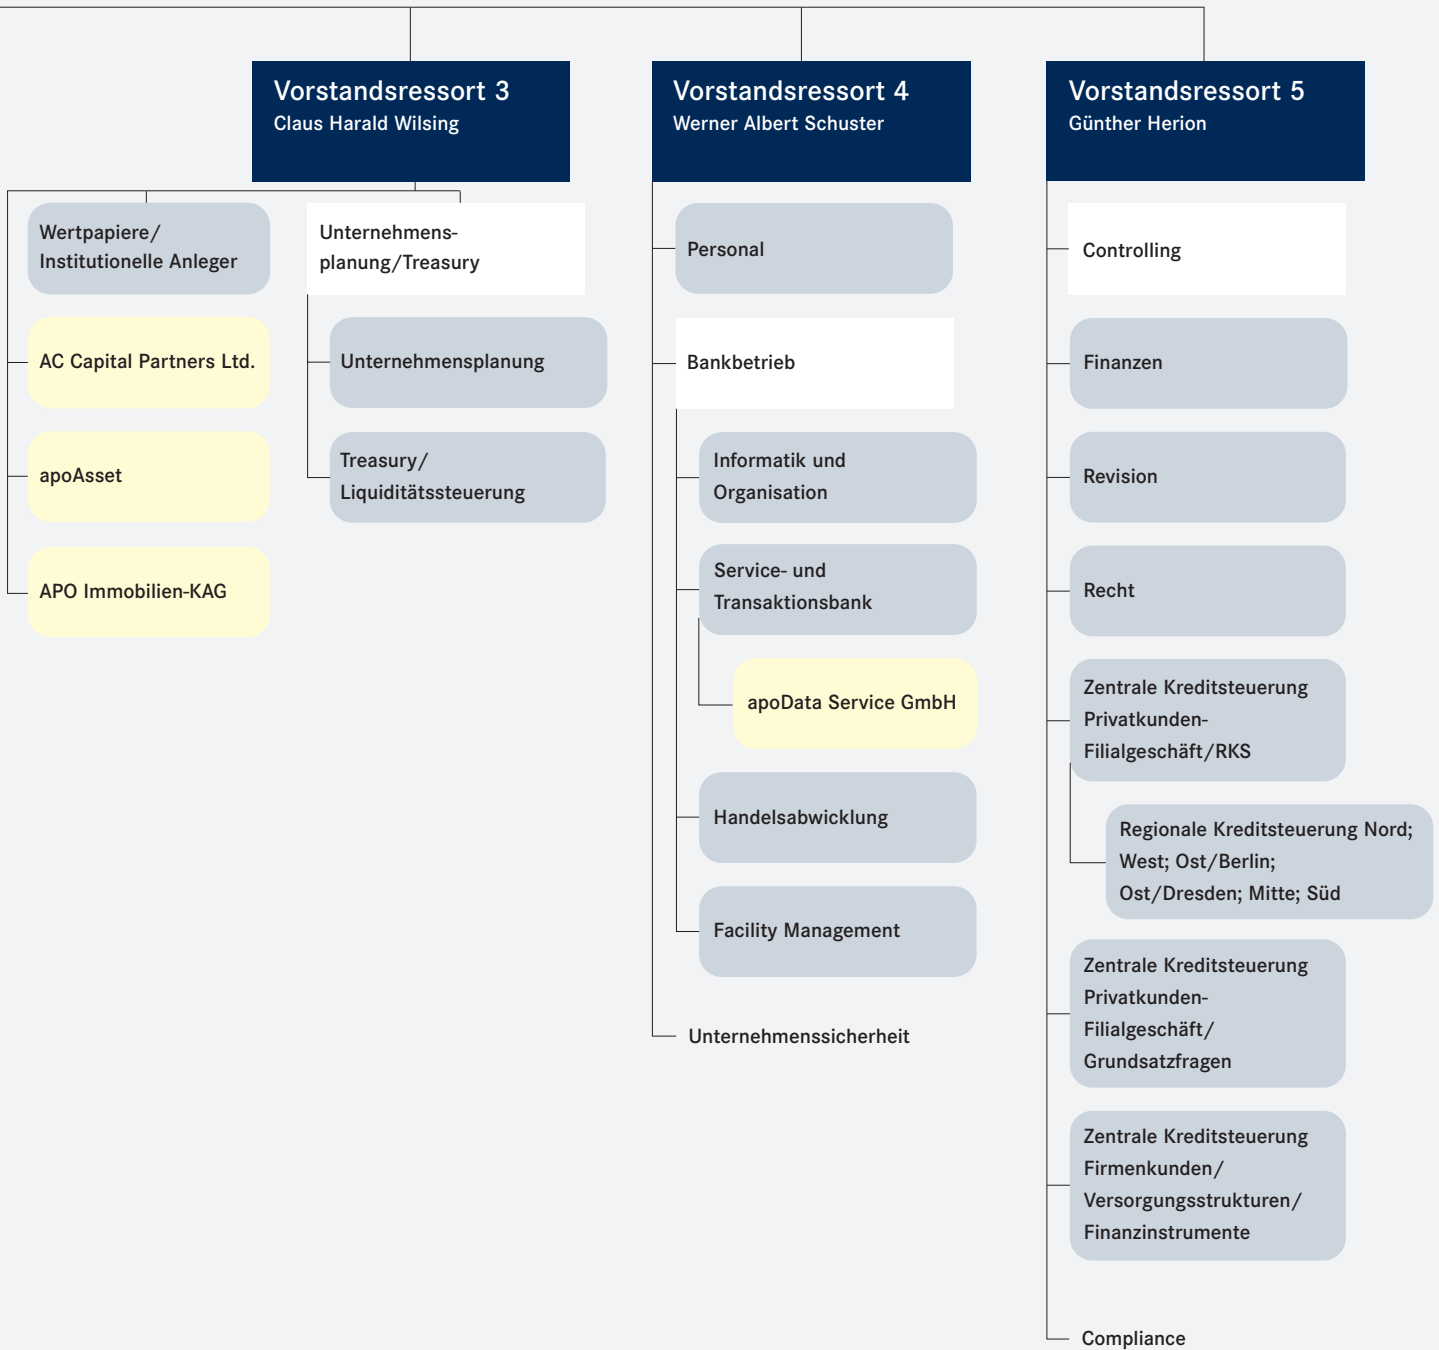 Vorstandsressort 3
Claus Harald Wilsing
Wertpapiere/
Institutionelle Anleger
AC Capital Partners Ltd.
apoAsset
APO Immobilien-KAG
Unternehmens-
planung/Treasury
Unternehmensplanung
Treasury/
Liquiditätssteuerung
Vorstandsressort 4
Werner Albert Schuster
Personal
Bankbetrieb
Informatik und
Organisation
Service- und
Transaktionsbank
apoData Service GmbH
Handelsabwicklung
Facility Management
Unternehmenssicherheit
Vorstandsressort 5
Günther Herion
Controlling
Finanzen
Revision
Recht
Zentrale Kreditsteuerung
Privatkunden-
Filialgeschäft/RKS
Regionale Kreditsteuerung Nord;
West; Ost/Berlin;
Ost/Dresden; Mitte; Süd
Zentrale Kreditsteuerung
Privatkunden-
Filialgeschäft/
Grundsatzfragen
Zentrale Kreditsteuerung
Firmenkunden/
Versorgungsstrukturen/
Finanzinstrumente
Compliance